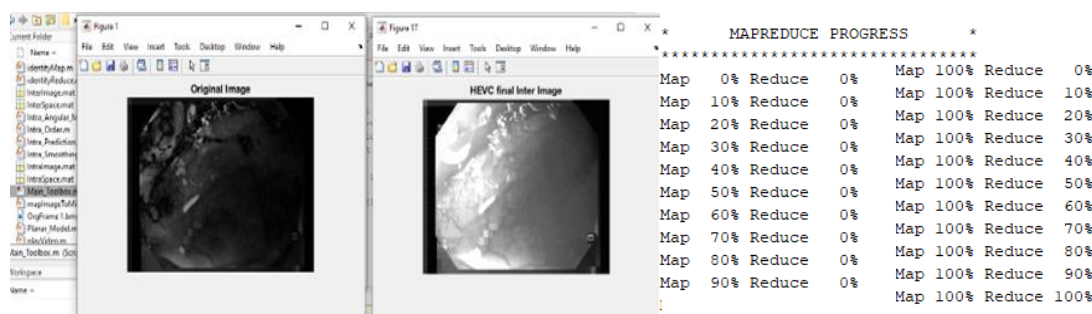 Current Folder
Name
identityMap.m
identityReduce
InterImage.mat
InterSpace.mat
Intra_Angular_M
Intra_Order.m
Intra_Prediction
Intra_Smoothing
IntraImage.mat
IntraSpace.mat
Main_Toolbox.m
mapImageToMi
OrgFrame 1.bm
Planar_Model.m
playVideo.m
Main_Toolbox.m (Scri
Workspace
Name
Figure 1
File Edit View Insert Tools Desktop Window Help
Original Image
Figure 17
File Edit View Insert Tools Desktop Window Help
HEVC final Inter Image
* MAPREDUCE PROGRESS *
********************************
Map 0% Reduce 0%
Map 10% Reduce 0%
Map 20% Reduce 0%
Map 30% Reduce 0%
Map 40% Reduce 0%
Map 50% Reduce 0%
Map 60% Reduce 0%
Map 70% Reduce 0%
Map 80% Reduce 0%
Map 90% Reduce 0%
Map 100% Reduce 0%
Map 100% Reduce 10%
Map 100% Reduce 20%
Map 100% Reduce 30%
Map 100% Reduce 40%
Map 100% Reduce 50%
Map 100% Reduce 60%
Map 100% Reduce 70%
Map 100% Reduce 80%
Map 100% Reduce 90%
Map 100% Reduce 100%